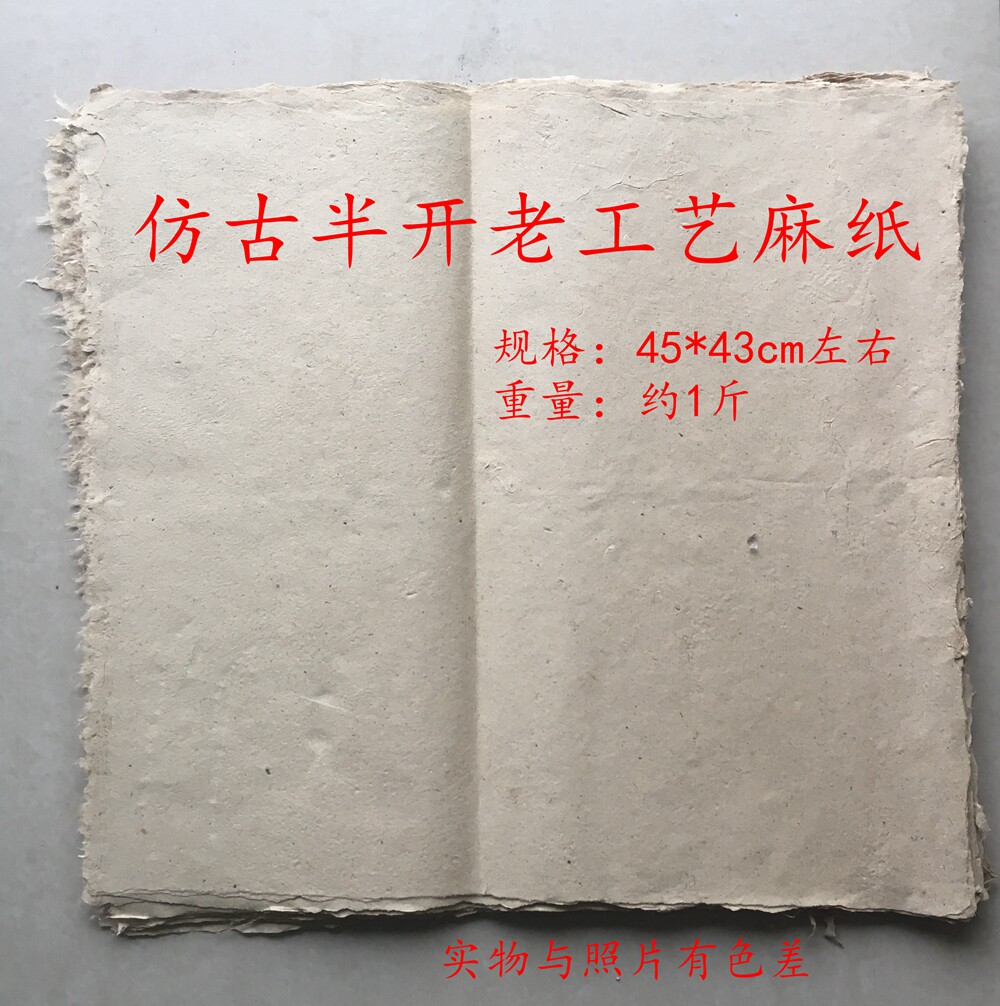 仿古半开老工艺麻纸
规格：45*43cm左右
重量：约1斤
实物与照片有色差